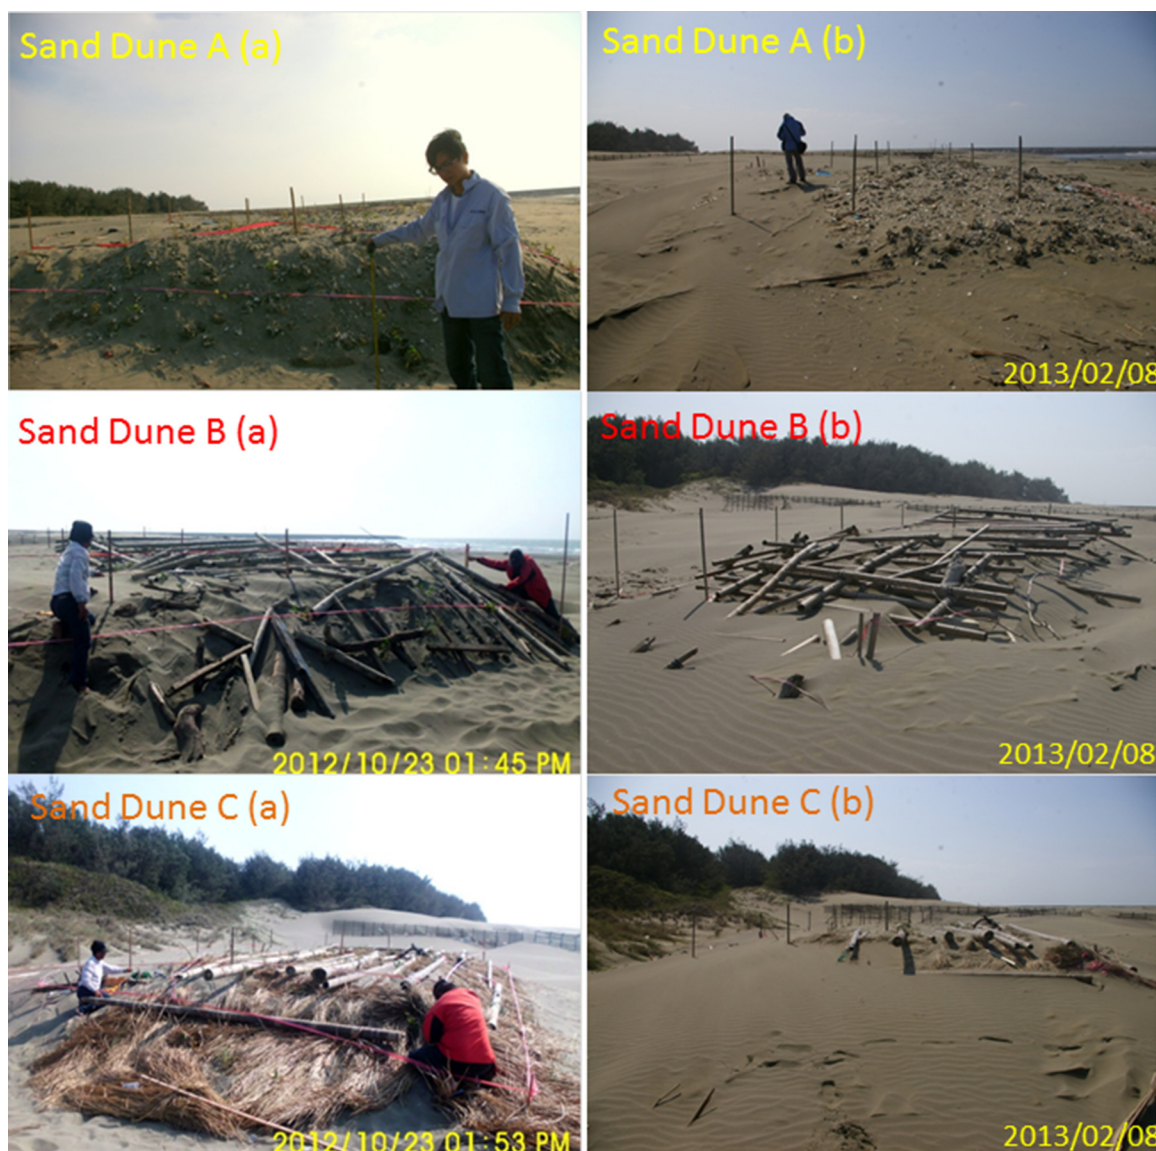 Sand Dune A (a)
Sand Dune A (b)
2013/02/08
Sand Dune B (a)
Sand Dune B (b)
2012/10/23 01:45 PM
2013/02/08
Sand Dune C (a)
Sand Dune C (b)
2012/10/23 01:53 PM
2013/02/08